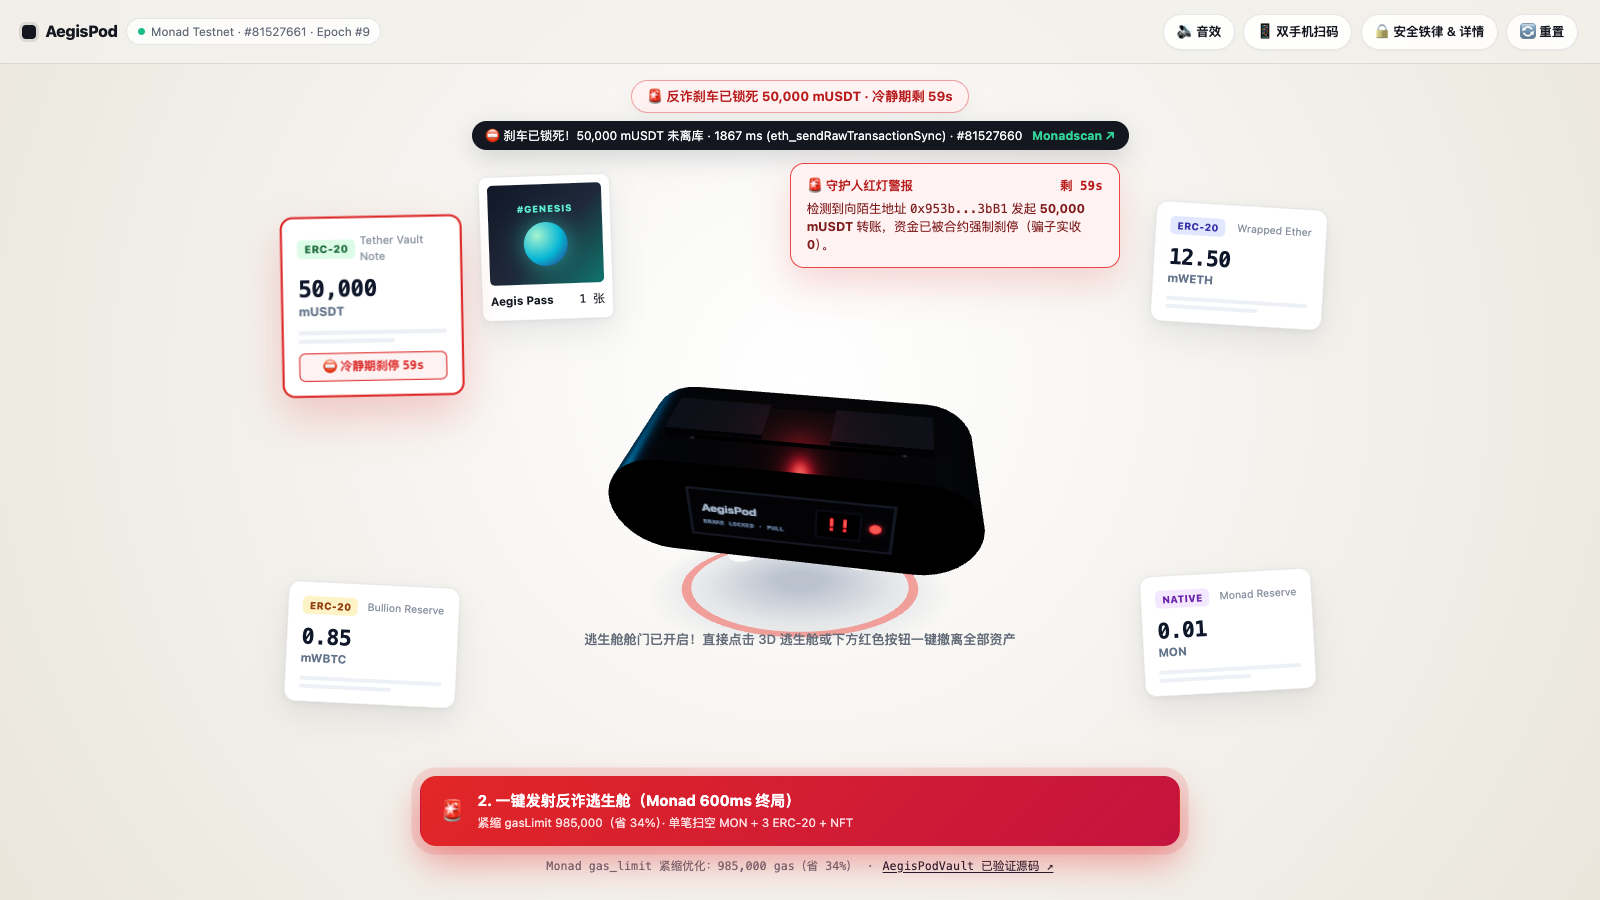 AegisPod
Monad Testnet · #81527661 · Epoch #9
🔈 音效
📱 双手机扫码
🔒 安全铁律 & 详情
🔄 重置
🚨 反诈刹车已锁死 50,000 mUSDT · 冷静期剩 59s
⛔ 刹车已锁死！50,000 mUSDT 未离库 · 1867 ms (eth_sendRawTransactionSync) · #81527660 Monadscan ↗
🚨 守护人红灯警报 剩 59s
检测到向陌生地址 0x953b...3bB1 发起 50,000
mUSDT 转账，资金已被合约强制刹停（骗子实收
0）。
ERC-20 Tether Vault
Note
50,000
mUSDT
⛔ 冷静期刹停 59s
#GENESIS
Aegis Pass 1 张
ERC-20 Wrapped Ether
12.50
mWETH
AegisPod
BRAKE LOCKED · PULL
!!
ERC-20 Bullion Reserve
0.85
mWBTC
NATIVE Monad Reserve
0.01
MON
逃生舱舱门已开启！直接点击 3D 逃生舱或下方红色按钮一键撤离全部资产
🚨 2. 一键发射反诈逃生舱（Monad 600ms 终局）
紧缩 gasLimit 985,000（省 34%）· 单笔扫空 MON + 3 ERC-20 + NFT
Monad gas_limit 紧缩优化: 985,000 gas (省 34%) · AegisPodVault 已验证源码 ↗